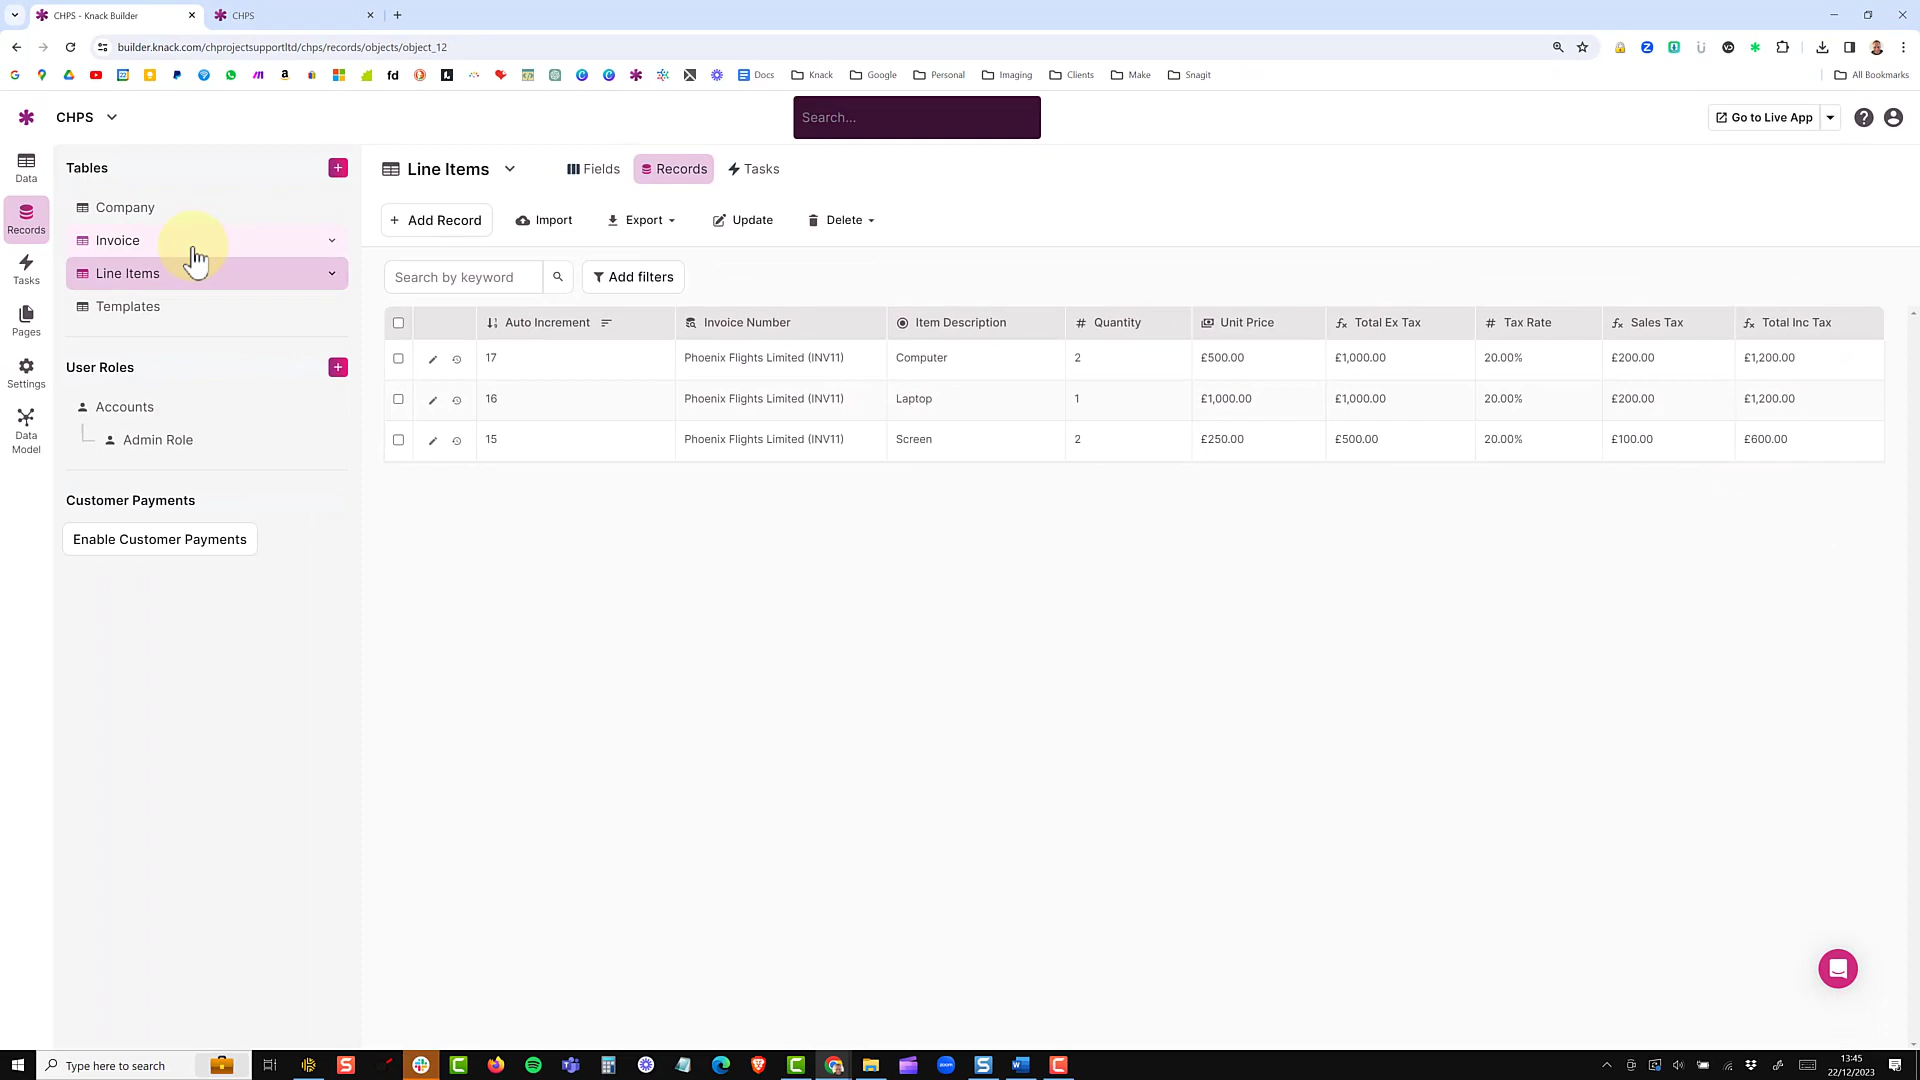 CHPS - Knack Builder
CHPS
builder.knack.com/chprojectsupportltd/chps/records/objects/object_12
Docs
Knack
Google
Personal
Imaging
Clients
Make
Snagit
All Bookmarks
CHPS
Search...
Go to Live App
Data
Records
Tasks
Pages
Settings
Data
Model
Tables
Company
Invoice
Line Items
Templates
User Roles
Accounts
Admin Role
Customer Payments
Enable Customer Payments
Line Items
Fields
Records
Tasks
+ Add Record
Import
Export
Update
Delete
Search by keyword
Add filters
Auto Increment Invoice Number Item Description # Quantity Unit Price Total Ex Tax # Tax Rate Sales Tax Total Inc Tax
17 Phoenix Flights Limited (INV11) Computer 2 £500.00 £1,000.00 20.00% £200.00 £1,200.00
16 Phoenix Flights Limited (INV11) Laptop 1 £1,000.00 £1,000.00 20.00% £200.00 £1,200.00
15 Phoenix Flights Limited (INV11) Screen 2 £250.00 £500.00 20.00% £100.00 £600.00
Type here to search
13:45
22/12/2023